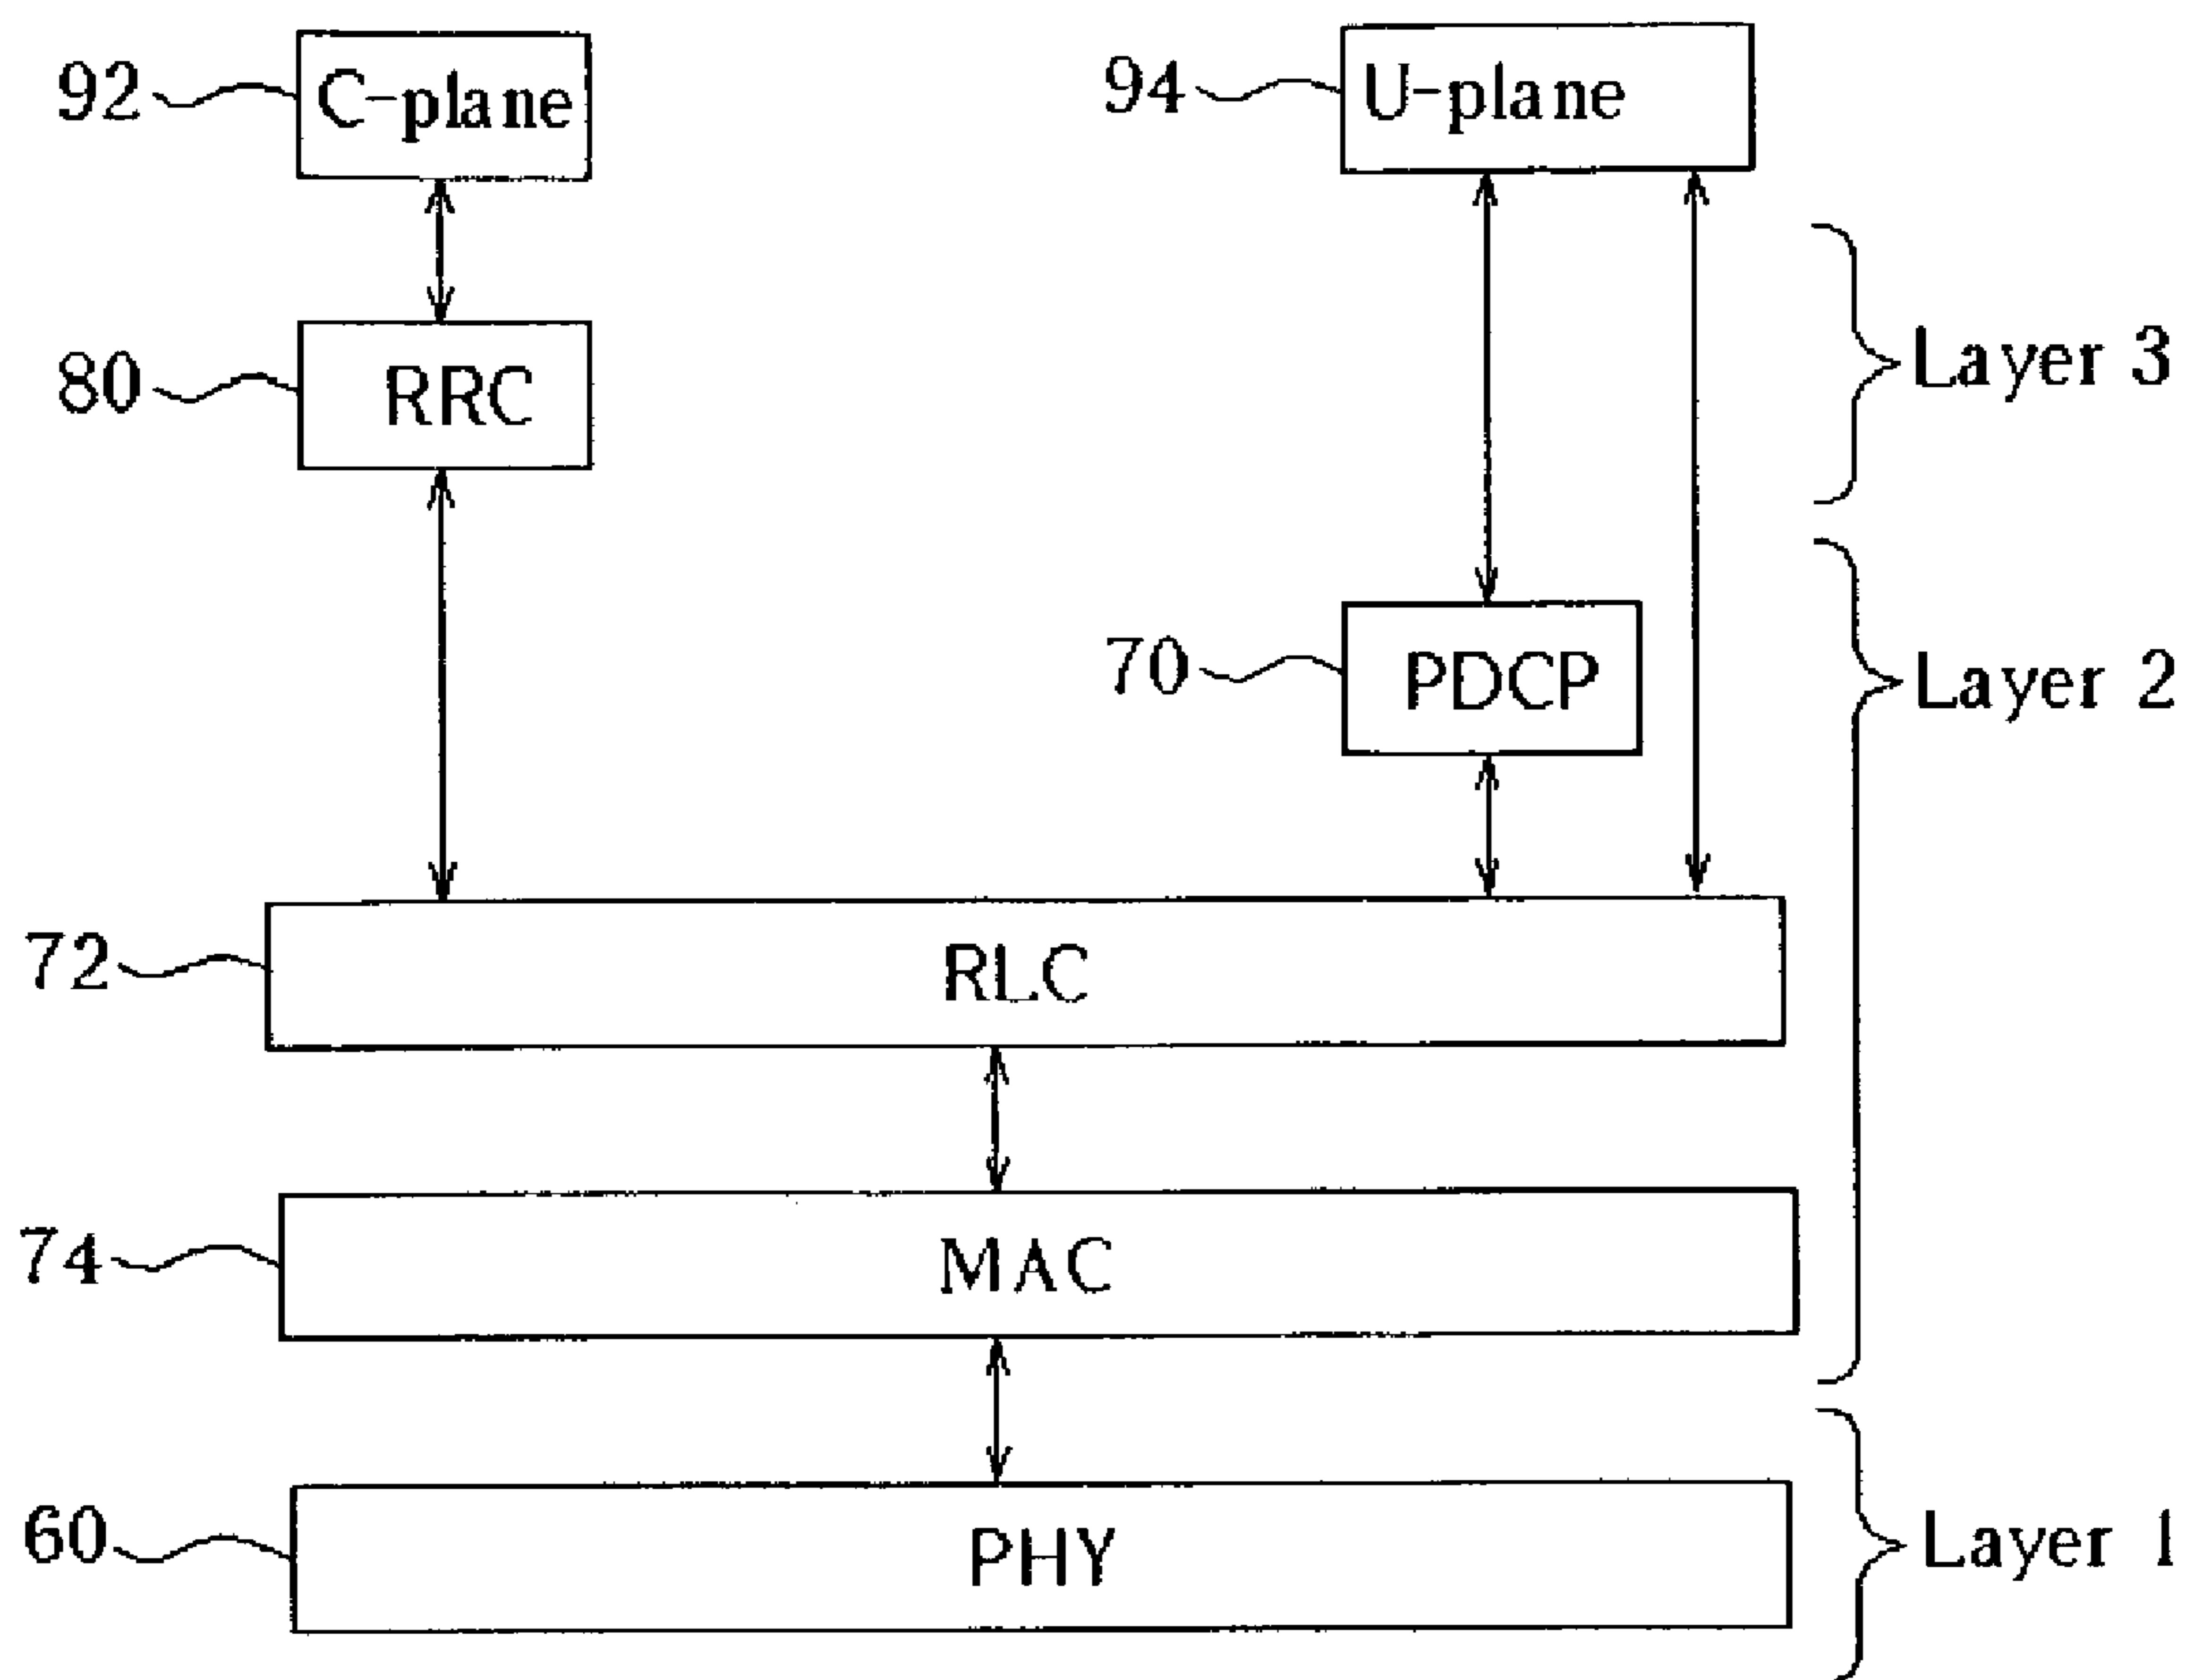 92 C-plane
94 U-plane
80 RRC
Layer 3
70 PDCP
Layer 2
72 RLC
74 MAC
60 PHY
Layer 1